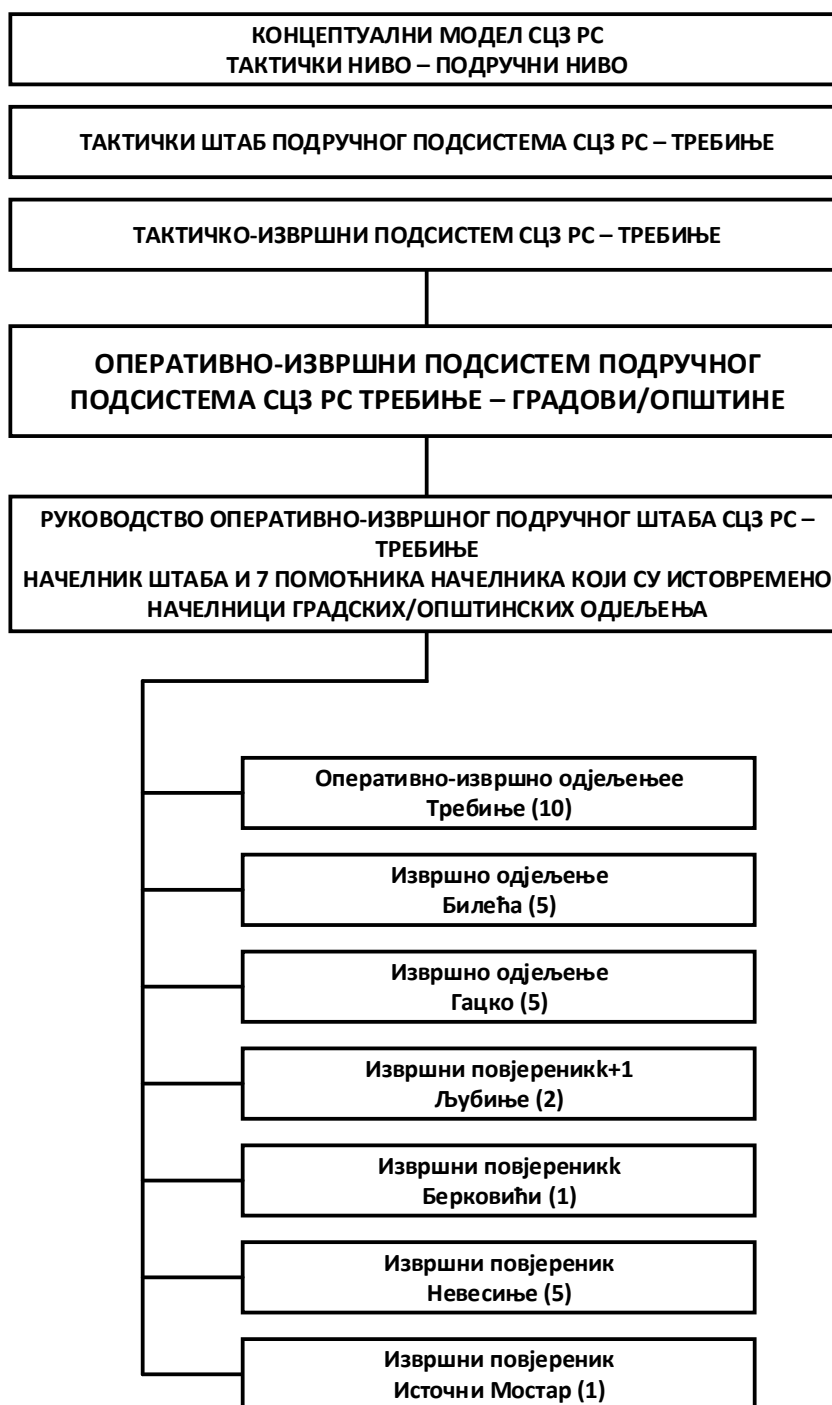 КОНЦЕПТУАЛНИ МОДЕЛ СЦЗ РС
ТАКТИЧКИ НИВО – ПОДРУЧНИ НИВО
ТАКТИЧКИ ШТАБ ПОДРУЧНОГ ПОДСИСТЕМА СЦЗ РС – ТРЕБИЊЕ
ТАКТИЧКО-ИЗВРШНИ ПОДСИСТЕМ СЦЗ РС – ТРЕБИЊЕ
ОПЕРАТИВНО-ИЗВРШНИ ПОДСИСТЕМ ПОДРУЧНОГ
ПОДСИСТЕМА СЦЗ РС ТРЕБИЊЕ – ГРАДОВИ/ОПШТИНЕ
РУКОВОДСТВО ОПЕРАТИВНО-ИЗВРШНОГ ПОДРУЧНОГ ШТАБА СЦЗ РС –
ТРЕБИЊЕ
НАЧЕЛНИК ШТАБА И 7 ПОМОЋНИКА НАЧЕЛНИКА КОЈИ СУ ИСТОВРЕМЕНО
НАЧЕЛНИЦИ ГРАДСКИХ/ОПШТИНСКИХ ОДЈЕЉЕЊА
Оперативно-извршно одјељењее
Требиње (10)
Извршно одјељење
Билећа (5)
Извршно одјељење
Гацко (5)
Извршни повјереникk+1
Љубиње (2)
Извршни повјереникk
Берковићи (1)
Извршни повјереник
Невесиње (5)
Извршни повјереник
Источни Мостар (1)